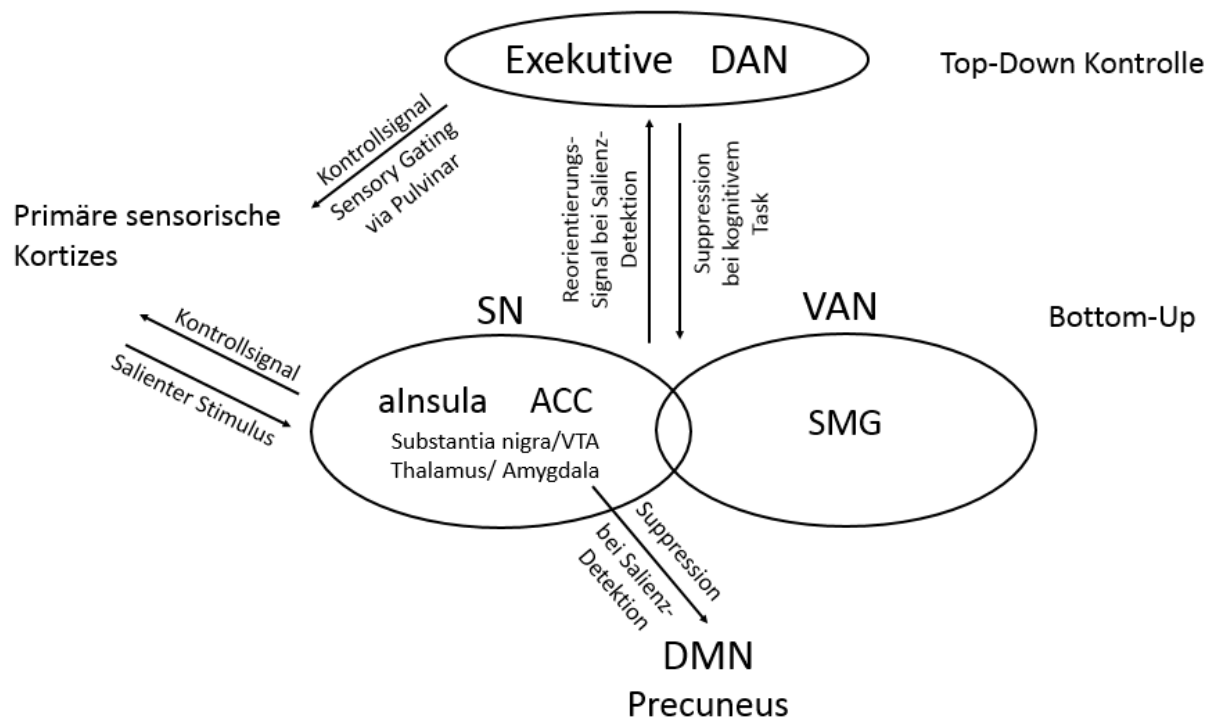 Exekutive DAN
Top-Down Kontrolle
Kontrollsignal
Sensory Gating
via Pulvinar
Reorientierungs-
Signal bei Salienz-
Detektion
Suppression
bei kognitivem
Task
Primäre sensorische
Kortizes
SN
VAN
Bottom-Up
Kontrollsignal
Salienter Stimulus
aInsula ACC
Substantia nigra/VTA
Thalamus/ Amygdala
SMG
Suppression
bei Salienz-
Detektion
DMN
Precuneus